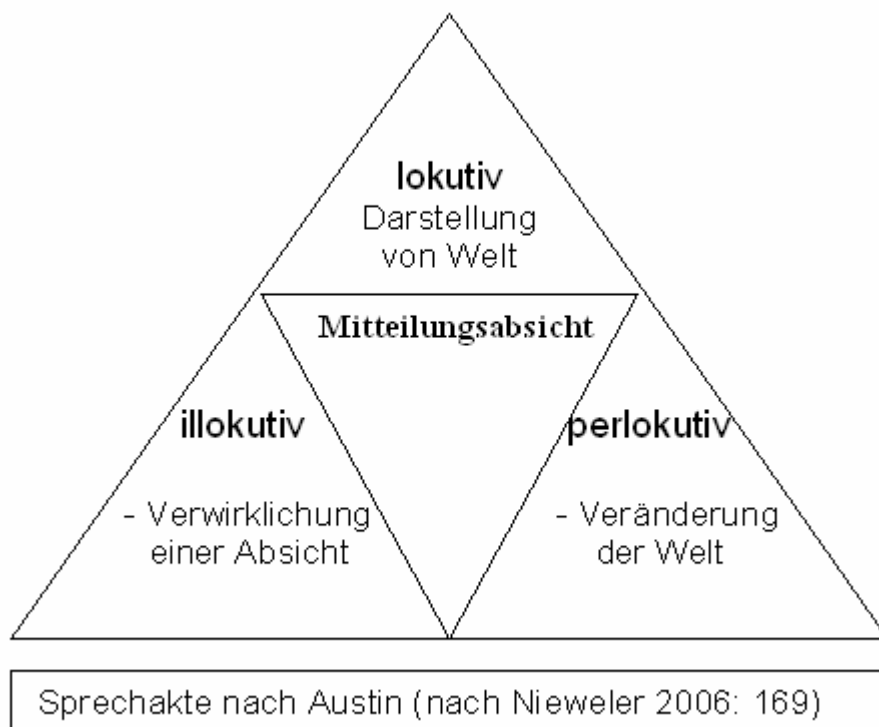 lokutiv
Darstellung
von Welt
Mitteilungsabsicht
illokutiv
- Verwirklichung
einer Absicht
perlokutiv
- Veränderung
der Welt
Sprechakte nach Austin (nach Nieweler 2006: 169)